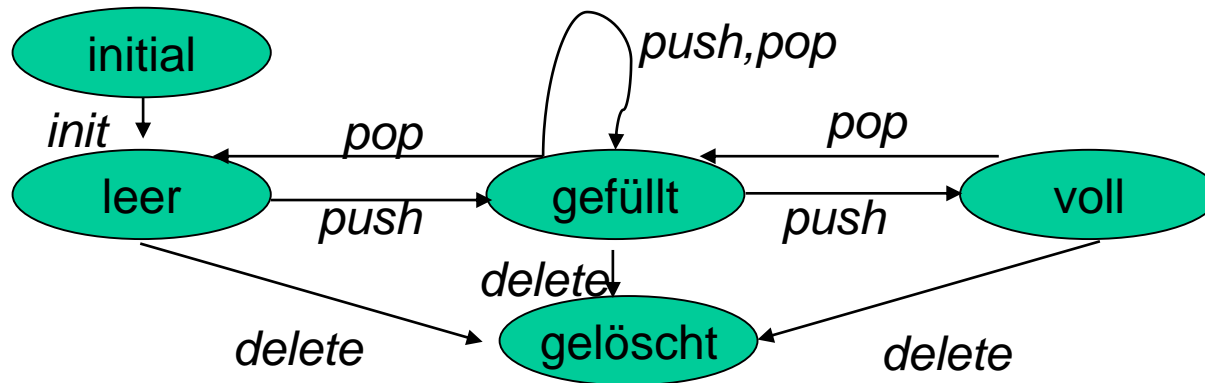 initial
push,pop
init
pop
pop
leer
gefüllt
voll
push
push
delete
gelöscht
delete
delete